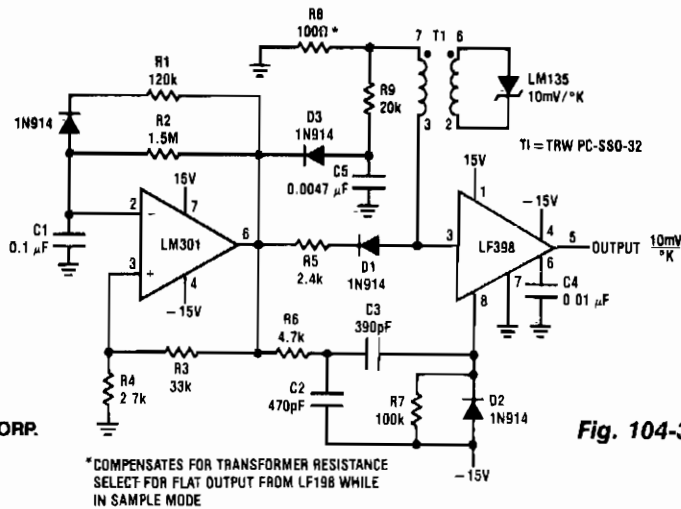 R8
100Ω *
7 T1 6
R1
120k
R9
20k
LM135
10mV/°K
1N914
R2
1.5M
D3
1N914
3 2
TI = TRW PC-SSO-32
C5
0.0047 µF
15V
15V
1
-15V
2
-
7
LM301
6
3
4
5
OUTPUT 10mV/°K
C1
0.1 µF
3
+
4
-15V
R5
2.4k
D1
1N914
LF398
6
7
8
C4
0.01 µF
R6
4.7k
C3
390pF
R3
33k
R4
2.7k
C2
470pF
R7
100k
D2
1N914
-15V
ORP.
Fig. 104-3
*COMPENSATES FOR TRANSFORMER RESISTANCE
SELECT FOR FLAT OUTPUT FROM LF198 WHILE
IN SAMPLE MODE